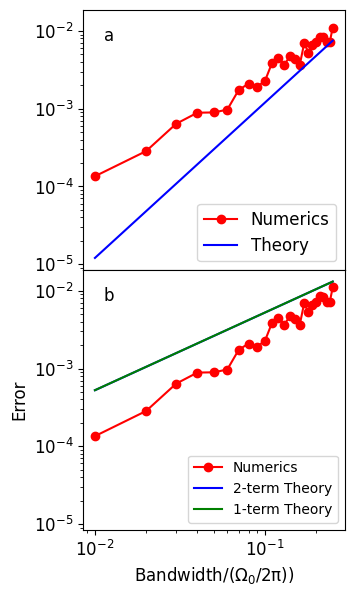 10⁻²
a
10⁻³
10⁻⁴
Numerics
Theory
10⁻⁵
10⁻²
b
10⁻³
Error
10⁻⁴
Numerics
2-term Theory
1-term Theory
10⁻⁵
10⁻² 10⁻¹
Bandwidth/(Ω₀/2π))